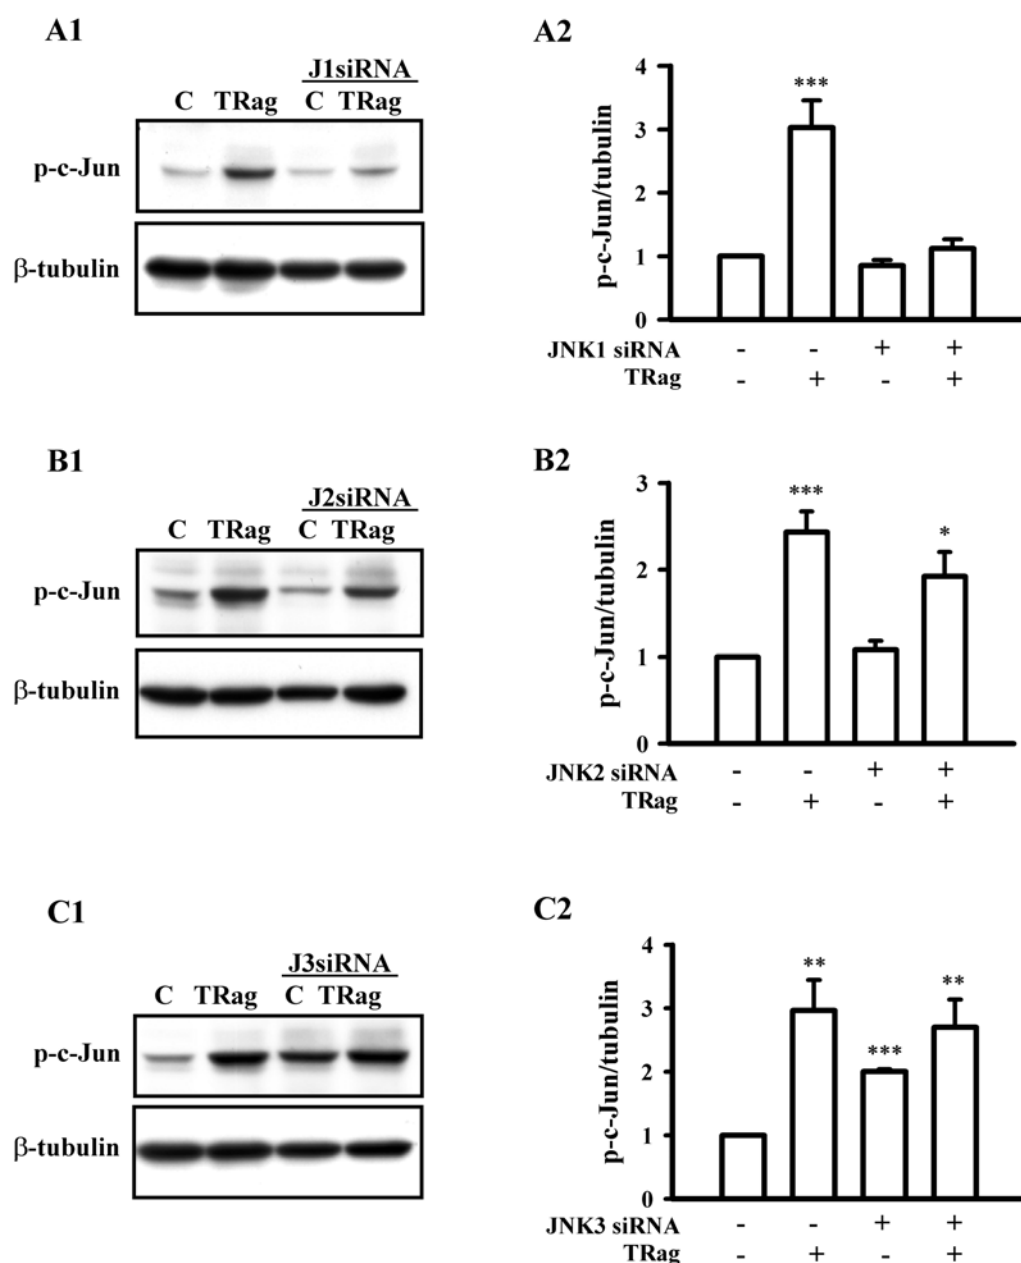 A1
J1siRNA
C TRag C TRag
p-c-Jun
β-tubulin
A2
4
3
2
1
0
p-c-Jun/tubulin
***
JNK1 siRNA - - + +
TRag - + - +
B1
J2siRNA
C TRag C TRag
p-c-Jun
β-tubulin
B2
3
2
1
0
p-c-Jun/tubulin
***
*
JNK2 siRNA - - + +
TRag - + - +
C1
J3siRNA
C TRag C TRag
p-c-Jun
β-tubulin
C2
4
3
2
1
0
p-c-Jun/tubulin
**
***
**
JNK3 siRNA - - + +
TRag - + - +